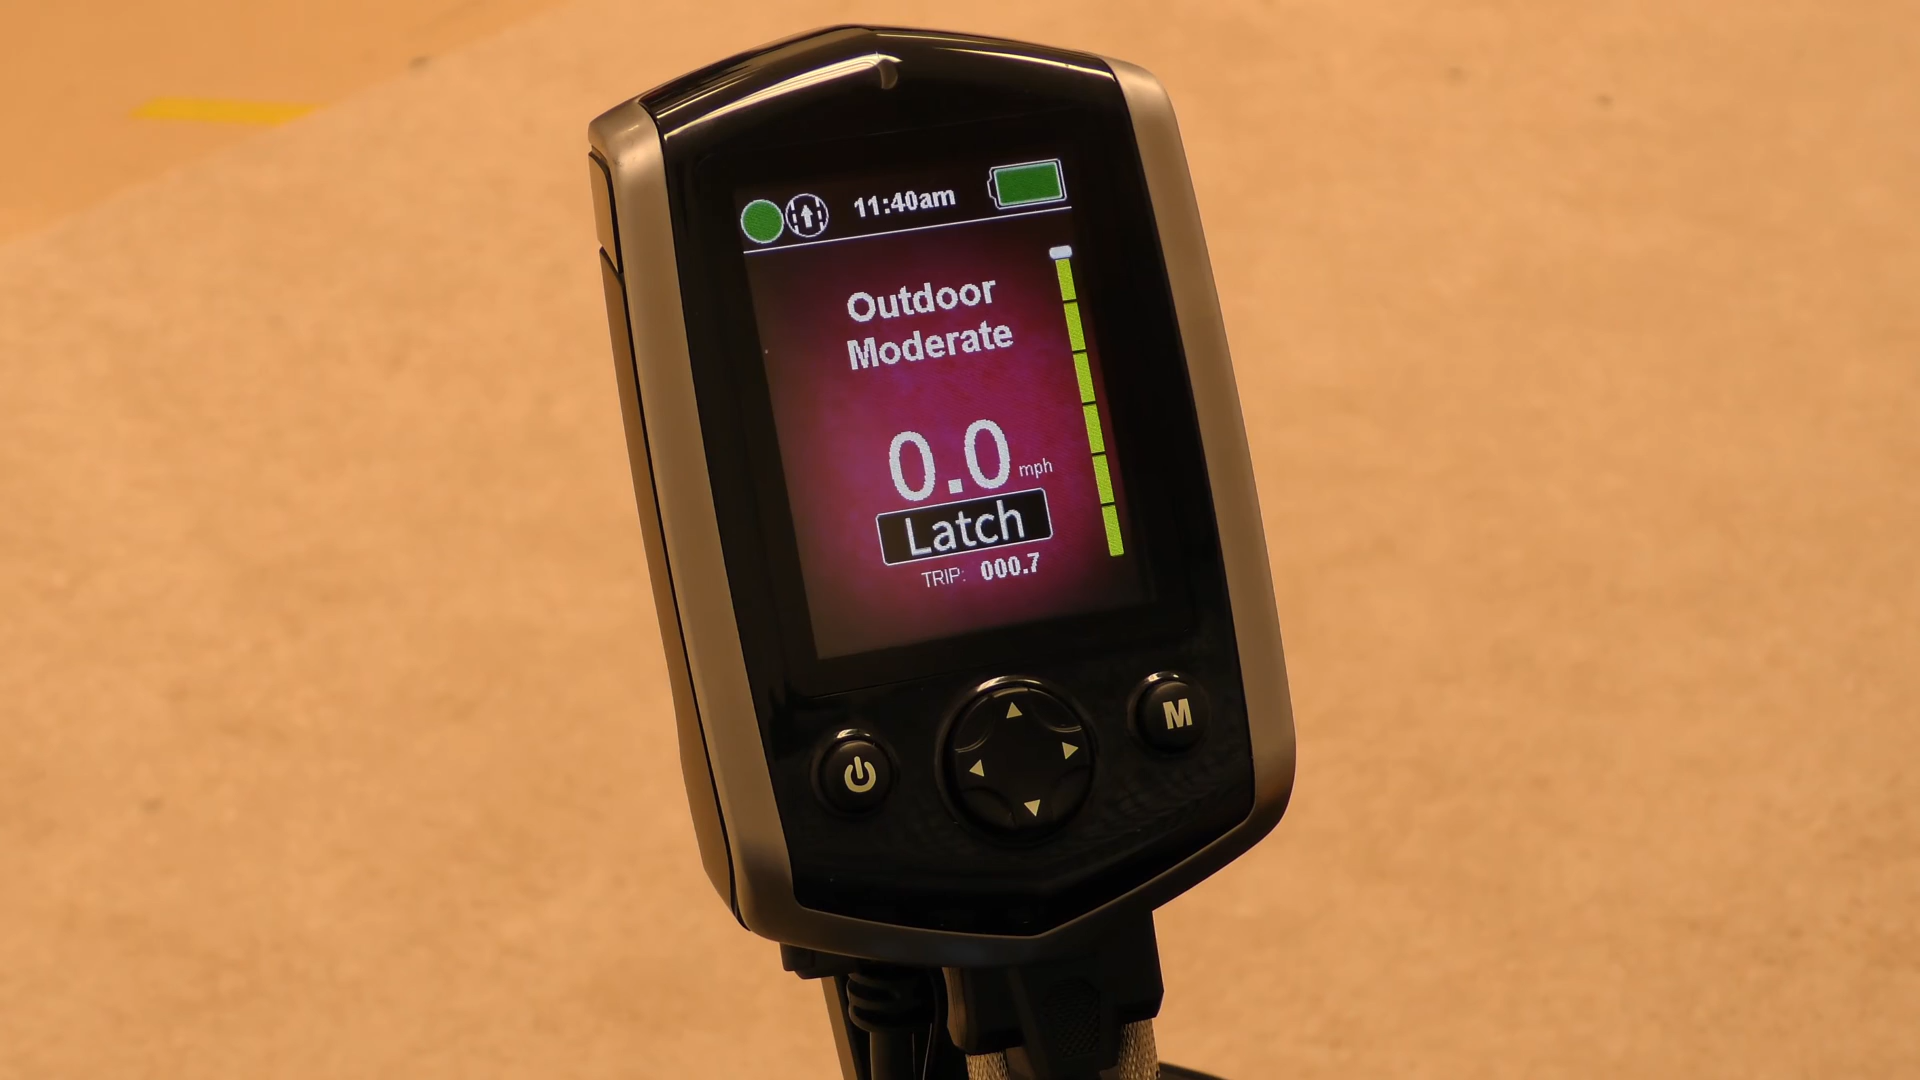 11:40am
Outdoor
Moderate
0.0 mph
Latch
TRIP: 000.7
M